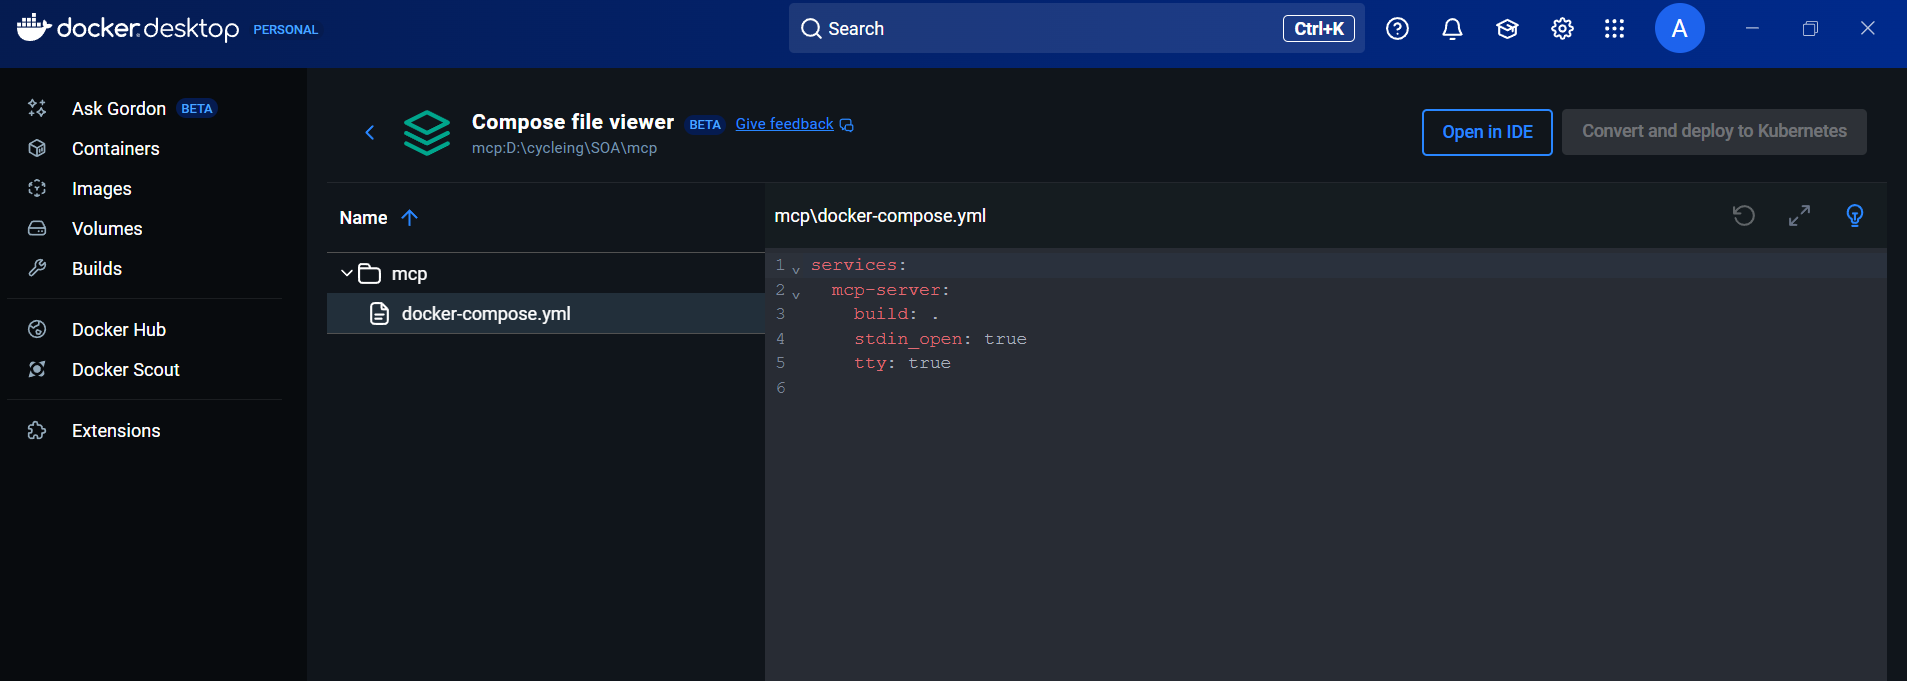 docker desktop PERSONAL
Search Ctrl+K
A
Ask Gordon BETA
Containers
Images
Volumes
Builds
Docker Hub
Docker Scout
Extensions
Compose file viewer BETA Give feedback
mcp:D:\cycleing\SOA\mcp
Open in IDE
Convert and deploy to Kubernetes
Name
mcp
docker-compose.yml
mcp\docker-compose.yml
1 services:
2 mcp-server:
3 build: .
4 stdin_open: true
5 tty: true
6